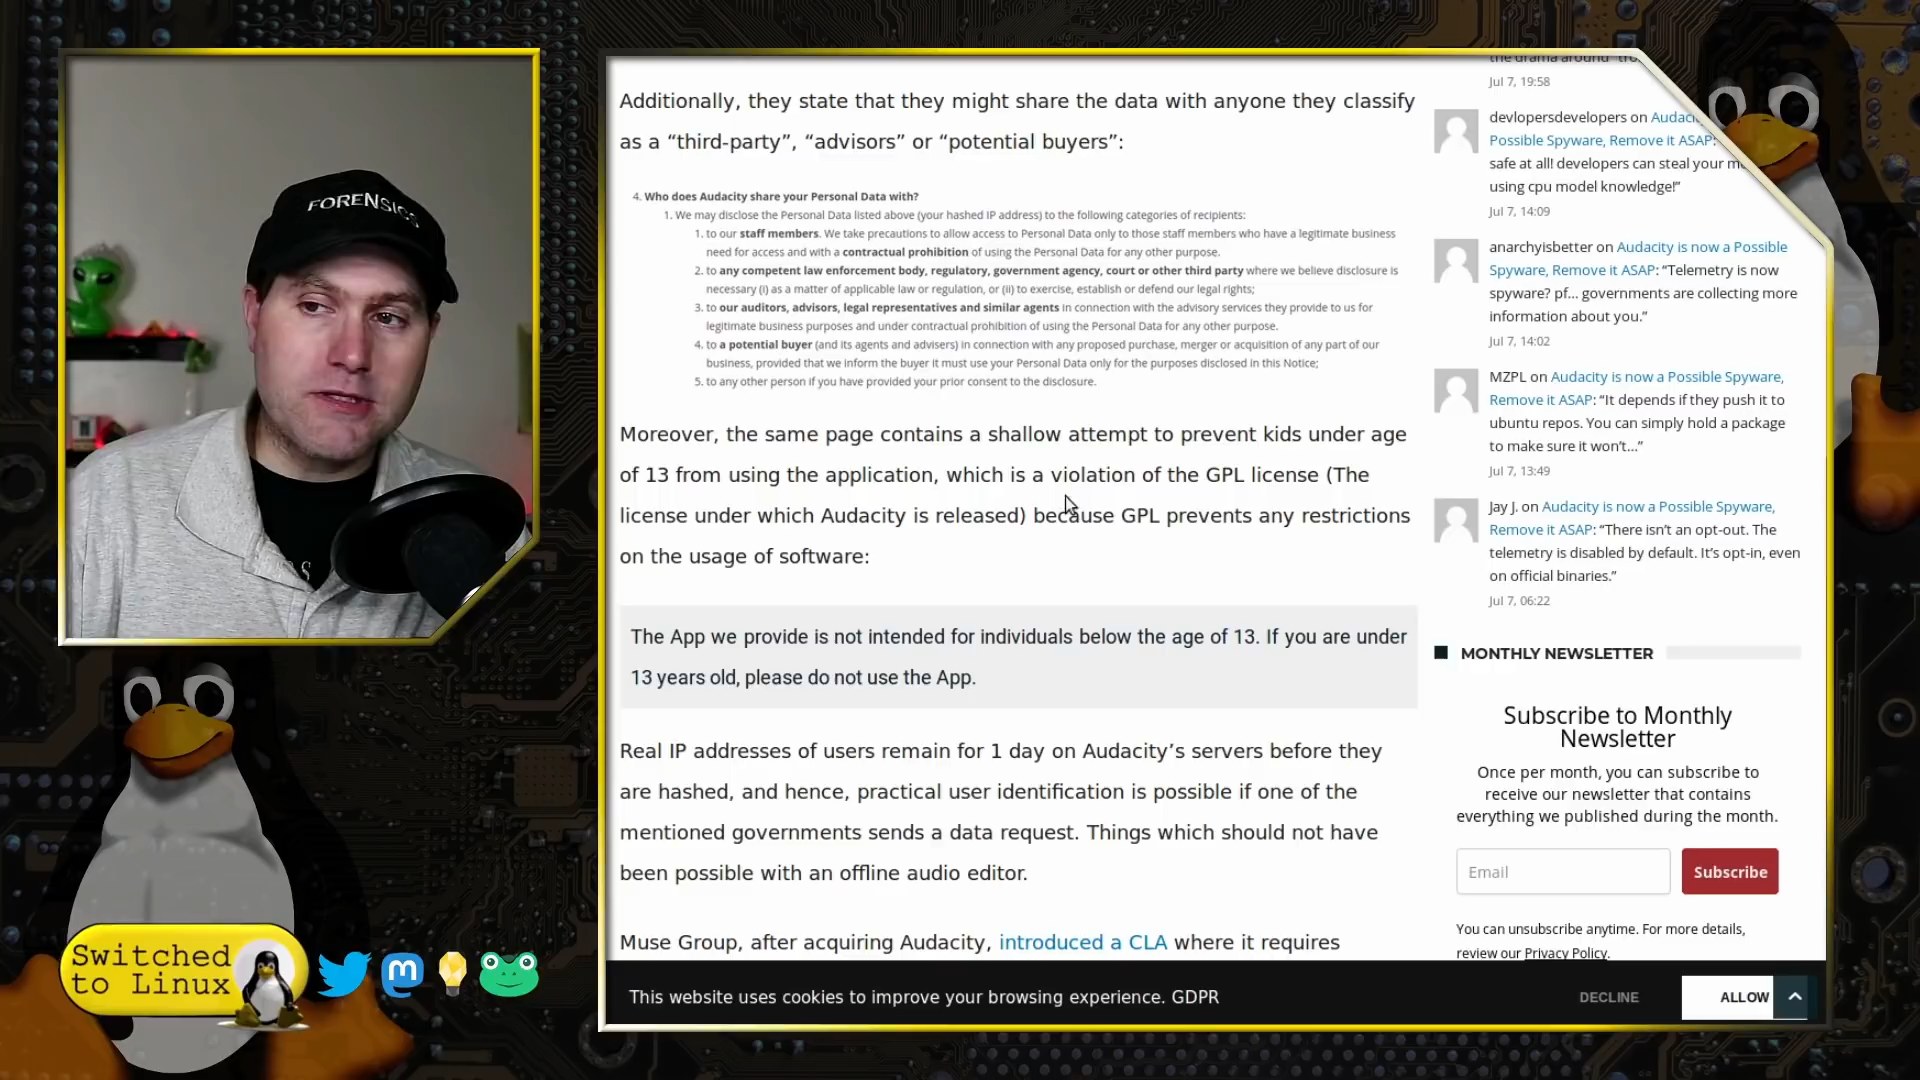 FORENSICS
Switched
to Linux
Additionally, they state that they might share the data with anyone they classify
as a “third-party”, “advisors” or “potential buyers”:
4. Who does Audacity share your Personal Data with?
1. We may disclose the Personal Data listed above (your hashed IP address) to the following categories of recipients:
1. to our staff members. We take precautions to allow access to Personal Data only to those staff members who have a legitimate business
need for access and with a contractual prohibition of using the Personal Data for any other purpose.
2. to any competent law enforcement body, regulatory, government agency, court or other third party where we believe disclosure is
necessary (i) as a matter of applicable law or regulation, or (ii) to exercise, establish or defend our legal rights;
3. to our auditors, advisors, legal representatives and similar agents in connection with the advisory services they provide to us for
legitimate business purposes and under contractual prohibition of using the Personal Data for any other purpose.
4. to a potential buyer (and its agents and advisers) in connection with any proposed purchase, merger or acquisition of any part of our
business, provided that we inform the buyer it must use your Personal Data only for the purposes disclosed in this Notice;
5. to any other person if you have provided your prior consent to the disclosure.
Moreover, the same page contains a shallow attempt to prevent kids under age
of 13 from using the application, which is a violation of the GPL license (The
license under which Audacity is released) because GPL prevents any restrictions
on the usage of software:
The App we provide is not intended for individuals below the age of 13. If you are under
13 years old, please do not use the App.
Real IP addresses of users remain for 1 day on Audacity’s servers before they
are hashed, and hence, practical user identification is possible if one of the
mentioned governments sends a data request. Things which should not have
been possible with an offline audio editor.
Muse Group, after acquiring Audacity, introduced a CLA where it requires
the drama around
Jul 7, 19:58
devlopersdevelopers on
Possible Spyware, Remove it ASAP:
safe at all! developers can steal your
using cpu model knowledge!”
Jul 7, 14:09
anarchyisbetter on Audacity is now a Possible
Spyware, Remove it ASAP: “Telemetry is now
spyware? pf... governments are collecting more
information about you.”
Jul 7, 14:02
MZPL on Audacity is now a Possible Spyware,
Remove it ASAP: “It depends if they push it to
ubuntu repos. You can simply hold a package
to make sure it won’t...”
Jul 7, 13:49
Jay J. on Audacity is now a Possible Spyware,
Remove it ASAP: “There isn’t an opt-out. The
telemetry is disabled by default. It’s opt-in, even
on official binaries.”
Jul 7, 06:22
MONTHLY NEWSLETTER
Subscribe to Monthly
Newsletter
Once per month, you can subscribe to
receive our newsletter that contains
everything we published during the month.
Email
Subscribe
You can unsubscribe anytime. For more details,
review our Privacy Policy.
This website uses cookies to improve your browsing experience. GDPR
DECLINE
ALLOW